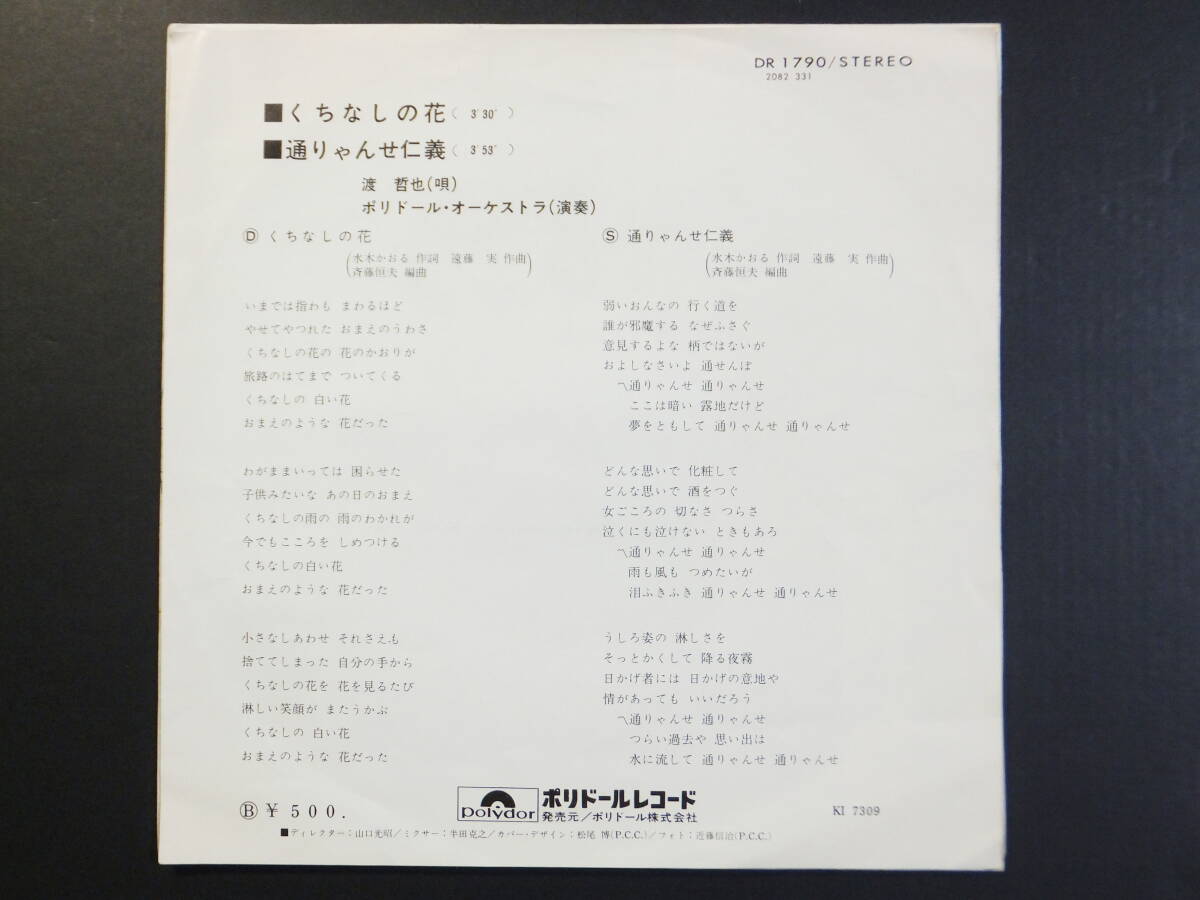 DR 1790/STEREO
2082 331
■くちなしの花( 3'30" )
■通りゃんせ仁義( 3'53" )
渡 哲也(唄)
ポリドール・オーケストラ(演奏)
Ⓓ くちなしの花
(水木かおる 作詞 遠藤 実 作曲
斉藤恒夫 編曲)
いまでは指わも まわるほど
やせてやつれた おまえのうわさ
くちなしの花の 花のかおりが
旅路のはてまで ついてくる
くちなしの 白い花
おまえのような 花だった
わがままいっては 困らせた
子供みたいな あの日のおまえ
くちなしの雨の 雨のわかれが
今でもこころを しめつける
くちなしの白い花
おまえのような 花だった
小さなしあわせ それさえも
捨ててしまった 自分の手から
くちなしの花を 花を見るたび
淋しい笑顔が またうかぶ
くちなしの 白い花
おまえのような 花だった
Ⓢ 通りゃんせ仁義
(水木かおる 作詞 遠藤 実 作曲
斉藤恒夫 編曲)
弱いおんなの 行く道を
誰が邪魔する なぜふさぐ
意見するよな 柄ではないが
およしなさいよ 通せんぼ
〽通りゃんせ 通りゃんせ
ここは暗い 露地だけど
夢をともして 通りゃんせ 通りゃんせ
どんな思いで 化粧して
どんな思いで 酒をつぐ
女ごころの 切なさ つらさ
泣くにも泣けない ときもあろ
〽通りゃんせ 通りゃんせ
雨も風も つめたいが
泪ふきふき 通りゃんせ 通りゃんせ
うしろ姿の 淋しさを
そっとかくして 降る夜霧
日かげ者には 日かげの意地や
情があっても いいだろう
〽通りゃんせ 通りゃんせ
つらい過去や 思い出は
水に流して 通りゃんせ 通りゃんせ
Ⓑ ¥500.
polydor
ポリドールレコード
発売元/ポリドール株式会社
KI 7309
■ディレクター:山口光昭/ミクサー:半田克之/カバー・デザイン:松尾 博(P.C.C.)/フォト:近藤信治(P.C.C.)